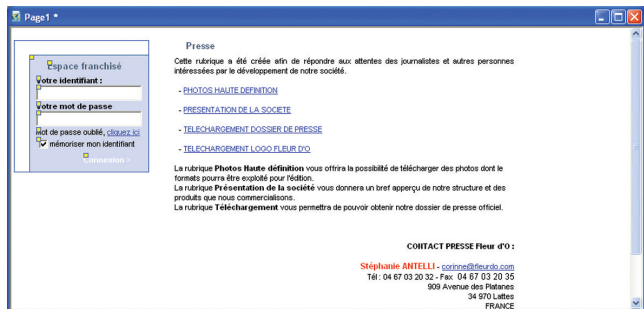 Page1 *
Espace franchisé
Votre identifiant :
Votre mot de passe
Mot de passe oublié, cliquez ici
mémoriser mon identifiant
Connexion >
Presse
Cette rubrique a été créée afin de répondre aux attentes des journalistes et autres personnes
intéressées par le développement de notre société.
- PHOTOS HAUTE DEFINITION
- PRESENTATION DE LA SOCIETE
- TELECHARGEMENT DOSSIER DE PRESSE
- TELECHARGEMENT LOGO FLEUR D'O
La rubrique Photos Haute définition vous offrira la possibilité de télécharger des photos dont le
formats pourra être exploité pour l'édition.
La rubrique Présentation de la société vous donnera un bref apperçu de notre structure et des
produits que nous commercialisons.
La rubrique Téléchargement vous permettra de pouvoir obtenir notre dossier de presse officiel.
CONTACT PRESSE Fleur d'O :
Stéphanie ANTELLI - corinne@fleurdo.com
Tél : 04 67 03 20 32 - Fax 04 67 03 20 35
909 Avenue des Platanes
34 970 Lattes
FRANCE